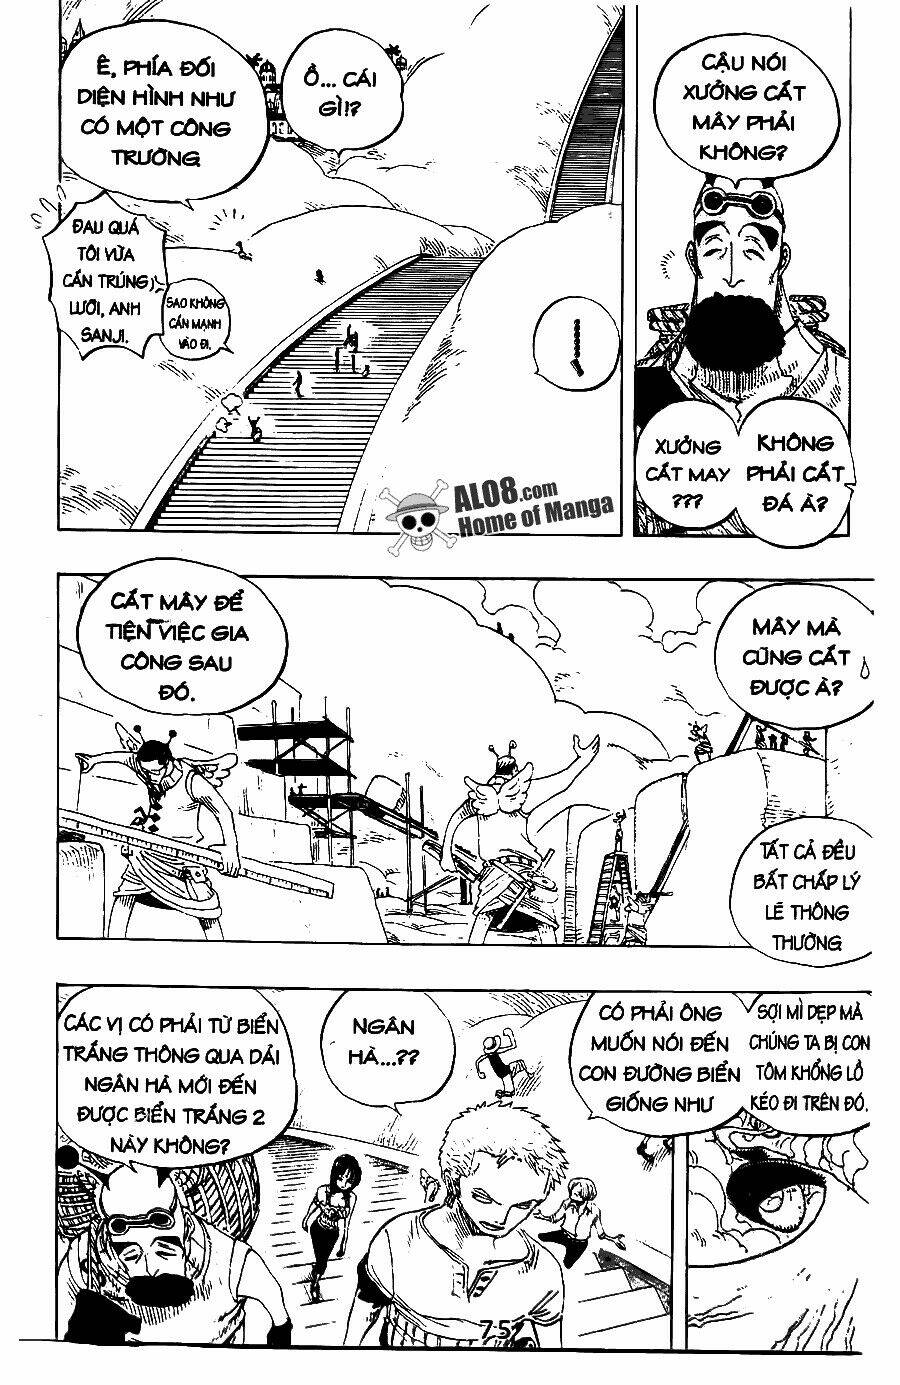 Ê, PHÍA ĐỐI
DIỆN HÌNH NHƯ
CÓ MỘT CÔNG
TRƯỜNG
Ồ... CÁI
GÌ!?
ĐAU QUÁ
TÔI VỪA
CẮN TRÚNG
LƯỠI, ANH
SANJI.
SAO KHÔNG
CẮN MẠNH
VÀO ĐI.
CẬU NÓI
XƯỞNG CẮT
MÂY PHẢI
KHÔNG?
XƯỞNG
CẮT MAY
???
KHÔNG
PHẢI CẮT
ĐÁ À?
AL08.com
Home of Manga
CẮT MÂY ĐỂ
TIỆN VIỆC GIA
CÔNG SAU
ĐÓ.
MÂY MÀ
CŨNG CẮT
ĐƯỢC À?
TẤT CẢ ĐỀU
BẤT CHẤP LÝ
LẼ THÔNG
THƯỜNG
CÁC VỊ CÓ PHẢI TỪ BIỂN
TRẮNG THÔNG QUA DẢI
NGÂN HÀ MỚI ĐẾN
ĐƯỢC BIỂN TRẮNG 2
NÀY KHÔNG?
NGÂN
HÀ...??
CÓ PHẢI ÔNG
MUỐN NÓI ĐẾN
CON ĐƯỜNG BIỂN
GIỐNG NHƯ
SỢI MÌ DẸP MÀ
CHÚNG TA BỊ CON
TÔM KHỔNG LỒ
KÉO ĐI TRÊN ĐÓ.
75